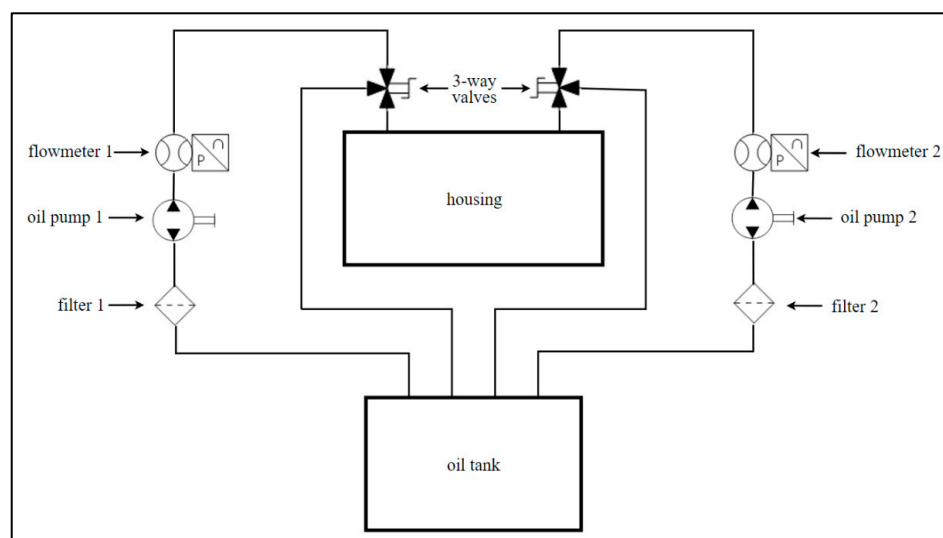 3-way
valves
flowmeter 1
P
flowmeter 2
P
housing
oil pump 1
oil pump 2
filter 1
filter 2
oil tank